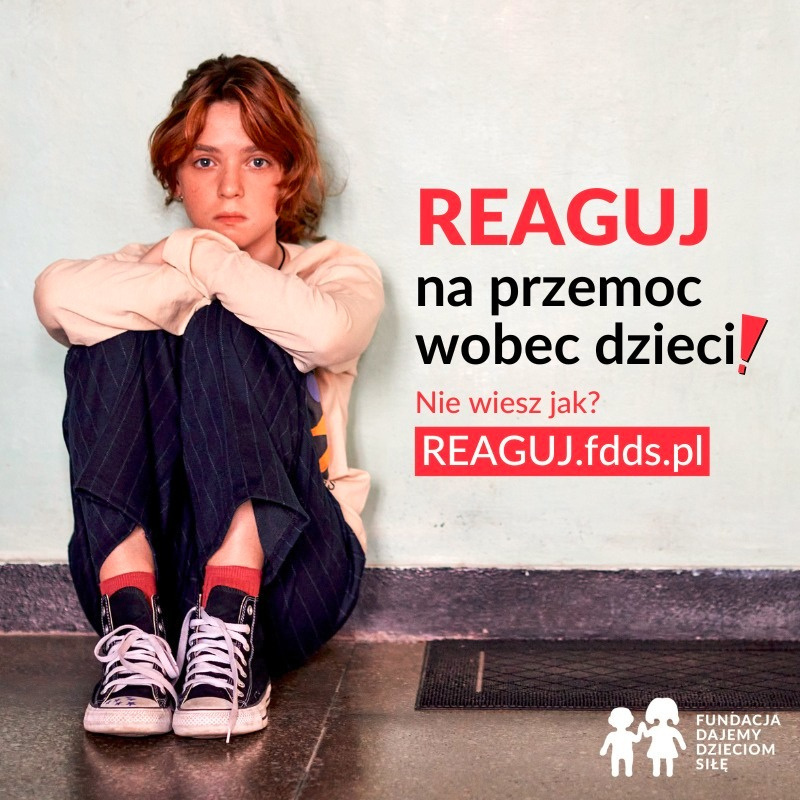 REAGUJ
na przemoc
wobec dzieci!
Nie wiesz jak?
REAGUJ.fdds.pl
FUNDACJA
DAJEMY
DZIECIOM
SIŁĘ